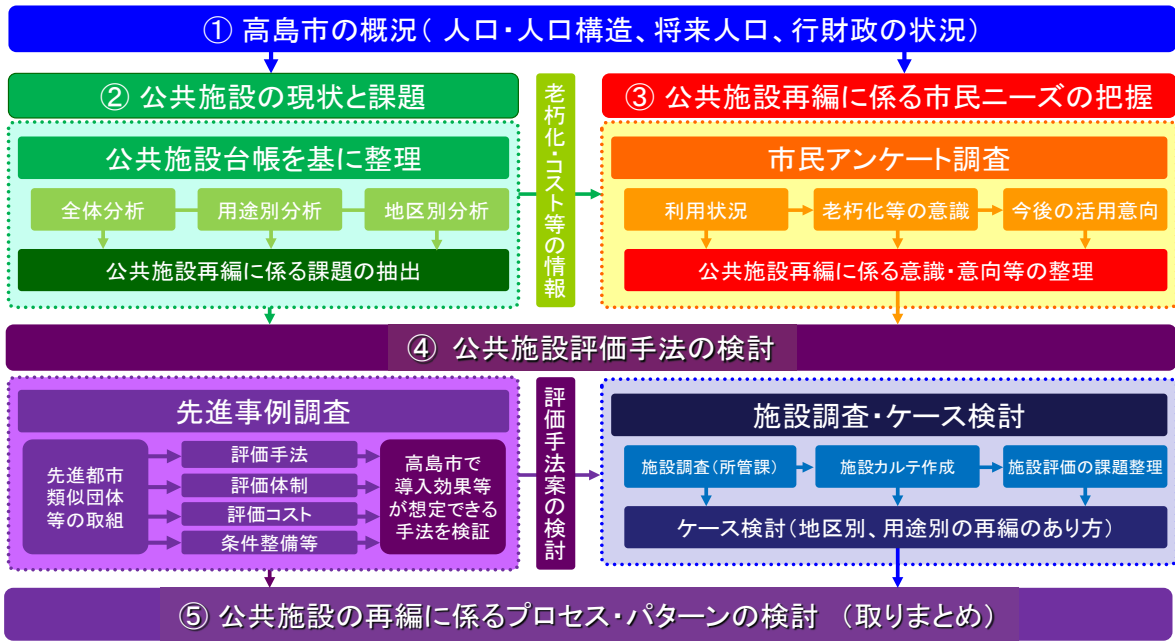 ① 高島市の概況( 人口・人口構造、将来人口、行財政の状況)
② 公共施設の現状と課題
公共施設台帳を基に整理
全体分析
用途別分析
地区別分析
公共施設再編に係る課題の抽出
老朽化・コスト等の情報
③ 公共施設再編に係る市民ニーズの把握
市民アンケート調査
利用状況
老朽化等の意識
今後の活用意向
公共施設再編に係る意識・意向等の整理
④ 公共施設評価手法の検討
先進事例調査
先進都市
類似団体
等の取組
評価手法
評価体制
評価コスト
条件整備等
高島市で
導入効果等
が想定できる
手法を検証
評価手法案の検討
施設調査・ケース検討
施設調査(所管課)
施設カルテ作成
施設評価の課題整理
ケース検討(地区別、用途別の再編のあり方)
⑤ 公共施設の再編に係るプロセス・パターンの検討 (取りまとめ)